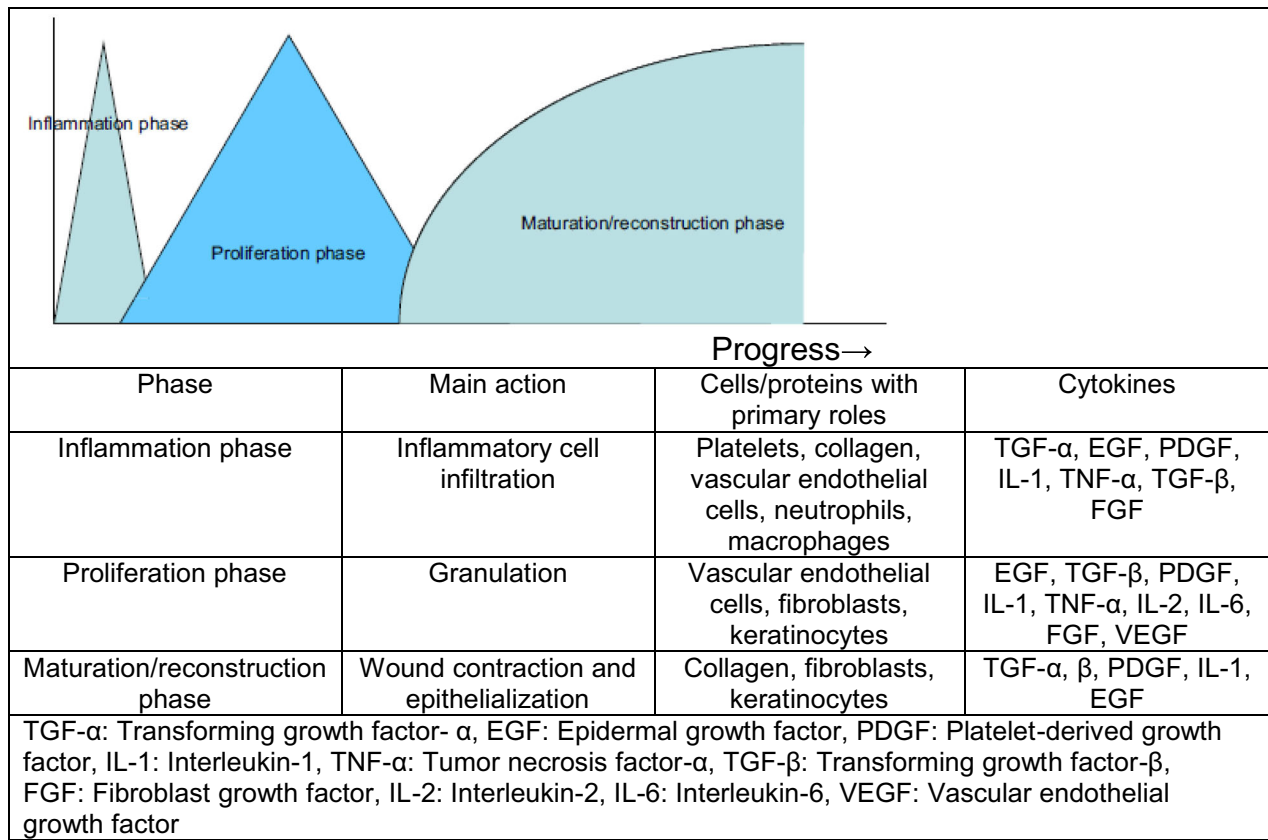 Inflammation phase
Proliferation phase
Maturation/reconstruction phase
Progress→
Phase
Main action
Cells/proteins with
primary roles
Cytokines
Inflammation phase
Inflammatory cell
infiltration
Platelets, collagen,
vascular endothelial
cells, neutrophils,
macrophages
TGF-α, EGF, PDGF,
IL-1, TNF-α, TGF-β,
FGF
Proliferation phase
Granulation
Vascular endothelial
cells, fibroblasts,
keratinocytes
EGF, TGF-β, PDGF,
IL-1, TNF-α, IL-2, IL-6,
FGF, VEGF
Maturation/reconstruction
phase
Wound contraction and
epithelialization
Collagen, fibroblasts,
keratinocytes
TGF-α, β, PDGF, IL-1,
EGF
TGF-α: Transforming growth factor- α, EGF: Epidermal growth factor, PDGF: Platelet-derived growth
factor, IL-1: Interleukin-1, TNF-α: Tumor necrosis factor-α, TGF-β: Transforming growth factor-β,
FGF: Fibroblast growth factor, IL-2: Interleukin-2, IL-6: Interleukin-6, VEGF: Vascular endothelial
growth factor